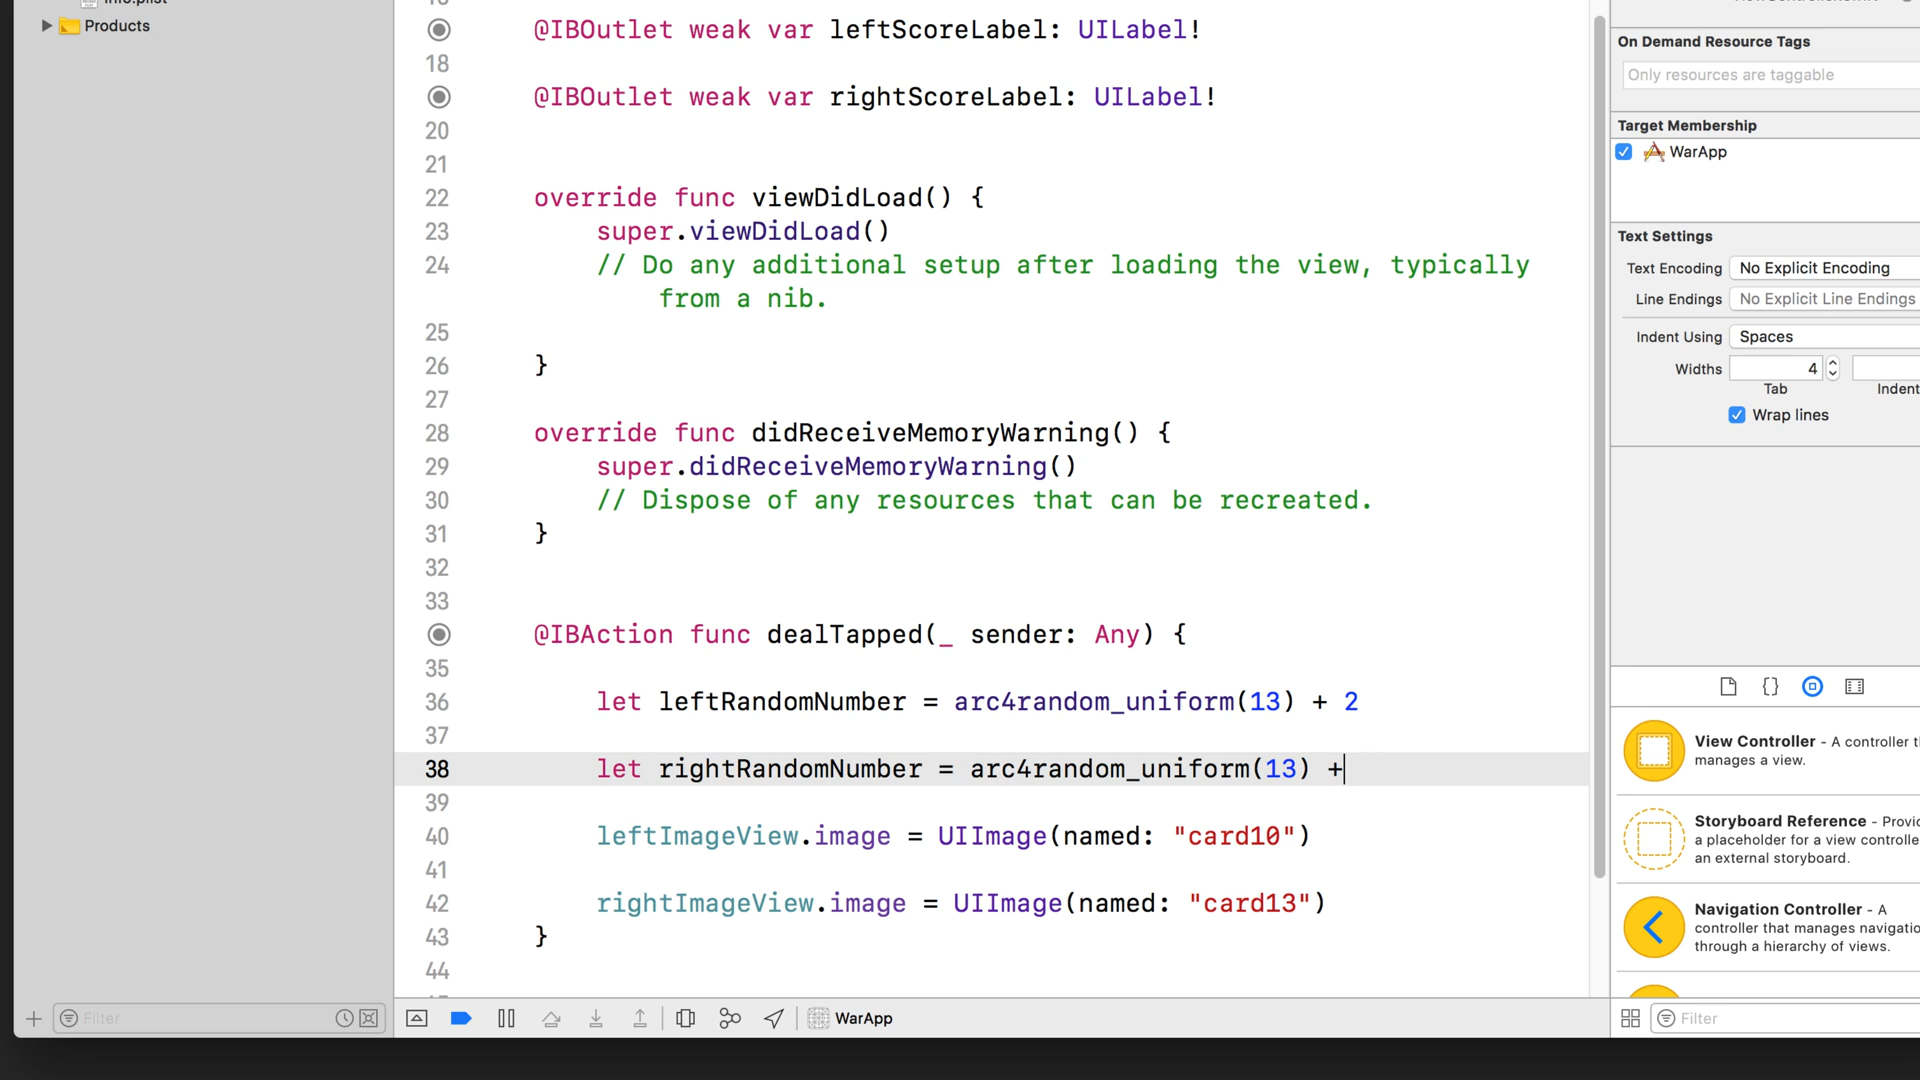 Products
@IBOutlet weak var leftScoreLabel: UILabel!
18
@IBOutlet weak var rightScoreLabel: UILabel!
20
21
22 override func viewDidLoad() {
23 super.viewDidLoad()
24 // Do any additional setup after loading the view, typically
from a nib.
25
26 }
27
28 override func didReceiveMemoryWarning() {
29 super.didReceiveMemoryWarning()
30 // Dispose of any resources that can be recreated.
31 }
32
33
@IBAction func dealTapped(_ sender: Any) {
35
36 let leftRandomNumber = arc4random_uniform(13) + 2
37
38 let rightRandomNumber = arc4random_uniform(13) +
39
40 leftImageView.image = UIImage(named: "card10")
41
42 rightImageView.image = UIImage(named: "card13")
43 }
44
Filter
WarApp
On Demand Resource Tags
Only resources are taggable
Target Membership
WarApp
Text Settings
Text Encoding No Explicit Encoding
Line Endings No Explicit Line Endings
Indent Using Spaces
Widths 4
Tab Indent
Wrap lines
View Controller - A controller
manages a view.
Storyboard Reference - Provi
a placeholder for a view controlle
an external storyboard.
Navigation Controller - A
controller that manages navigatio
through a hierarchy of views.
Filter